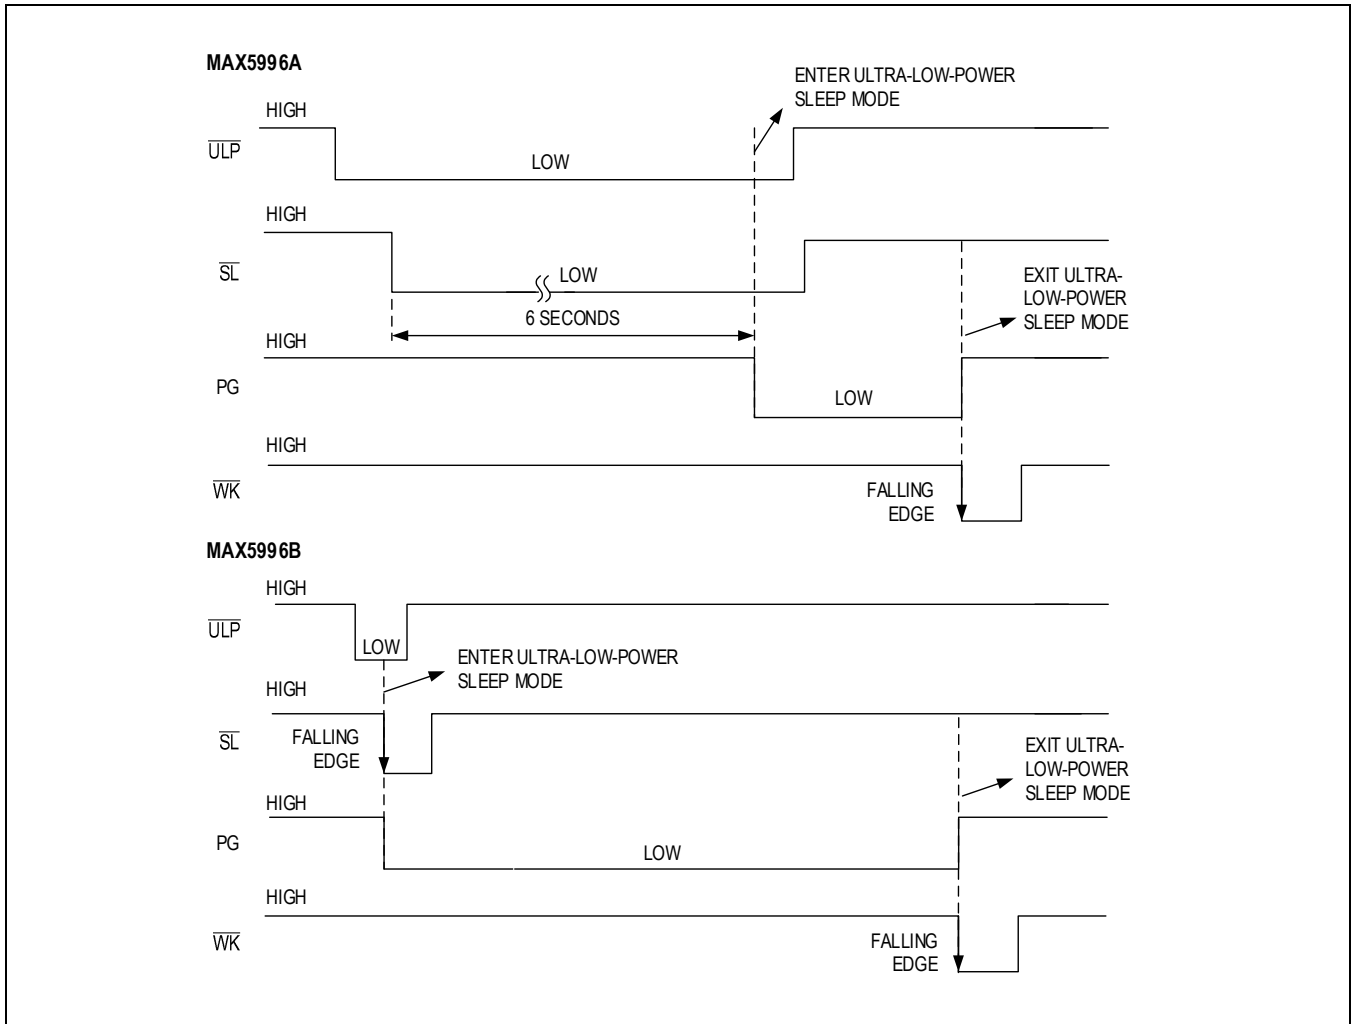 MAX5996A
ENTER ULTRA-LOW-POWER
SLEEP MODE
HIGH
ULP
LOW
HIGH
SL
LOW
EXIT ULTRA-
LOW-POWER
SLEEP MODE
6 SECONDS
HIGH
PG
LOW
HIGH
WK
FALLING
EDGE
MAX5996B
HIGH
ULP
LOW
ENTER ULTRA-LOW-POWER
SLEEP MODE
HIGH
SL
FALLING
EDGE
EXIT ULTRA-
LOW-POWER
SLEEP MODE
HIGH
PG
LOW
HIGH
WK
FALLING
EDGE